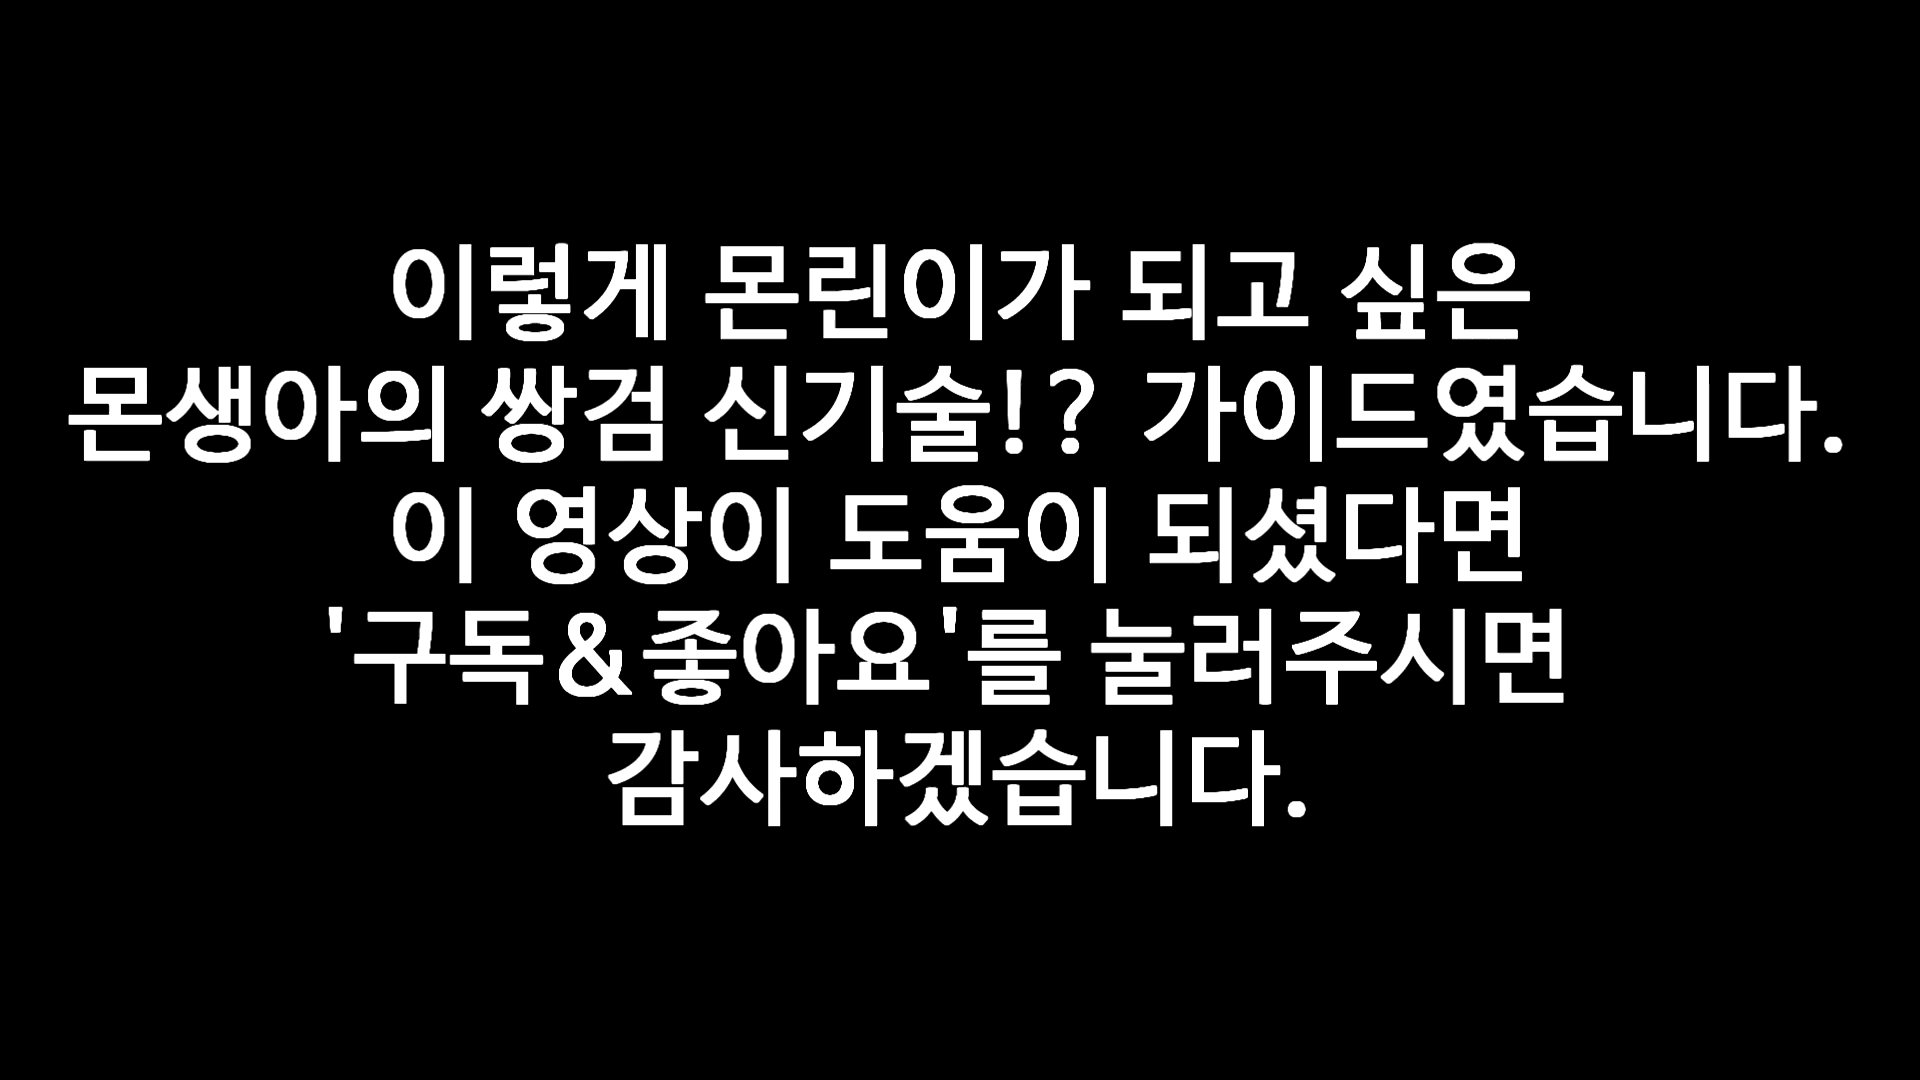 이렇게 몬린이가 되고 싶은
몬생아의 쌍검 신기술!? 가이드였습니다.
이 영상이 도움이 되셨다면
'구독&좋아요'를 눌러주시면
감사하겠습니다.